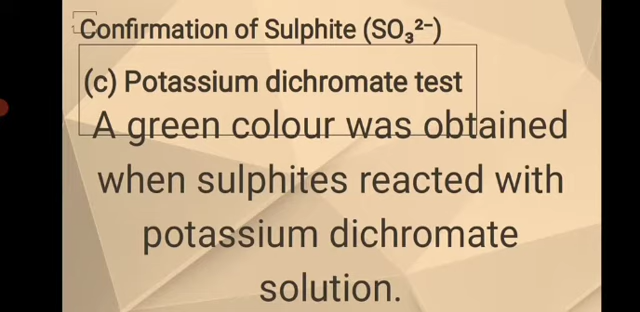 Confirmation of Sulphite (SO₃²⁻)
(c) Potassium dichromate test
A green colour was obtained
when sulphites reacted with
potassium dichromate
solution.